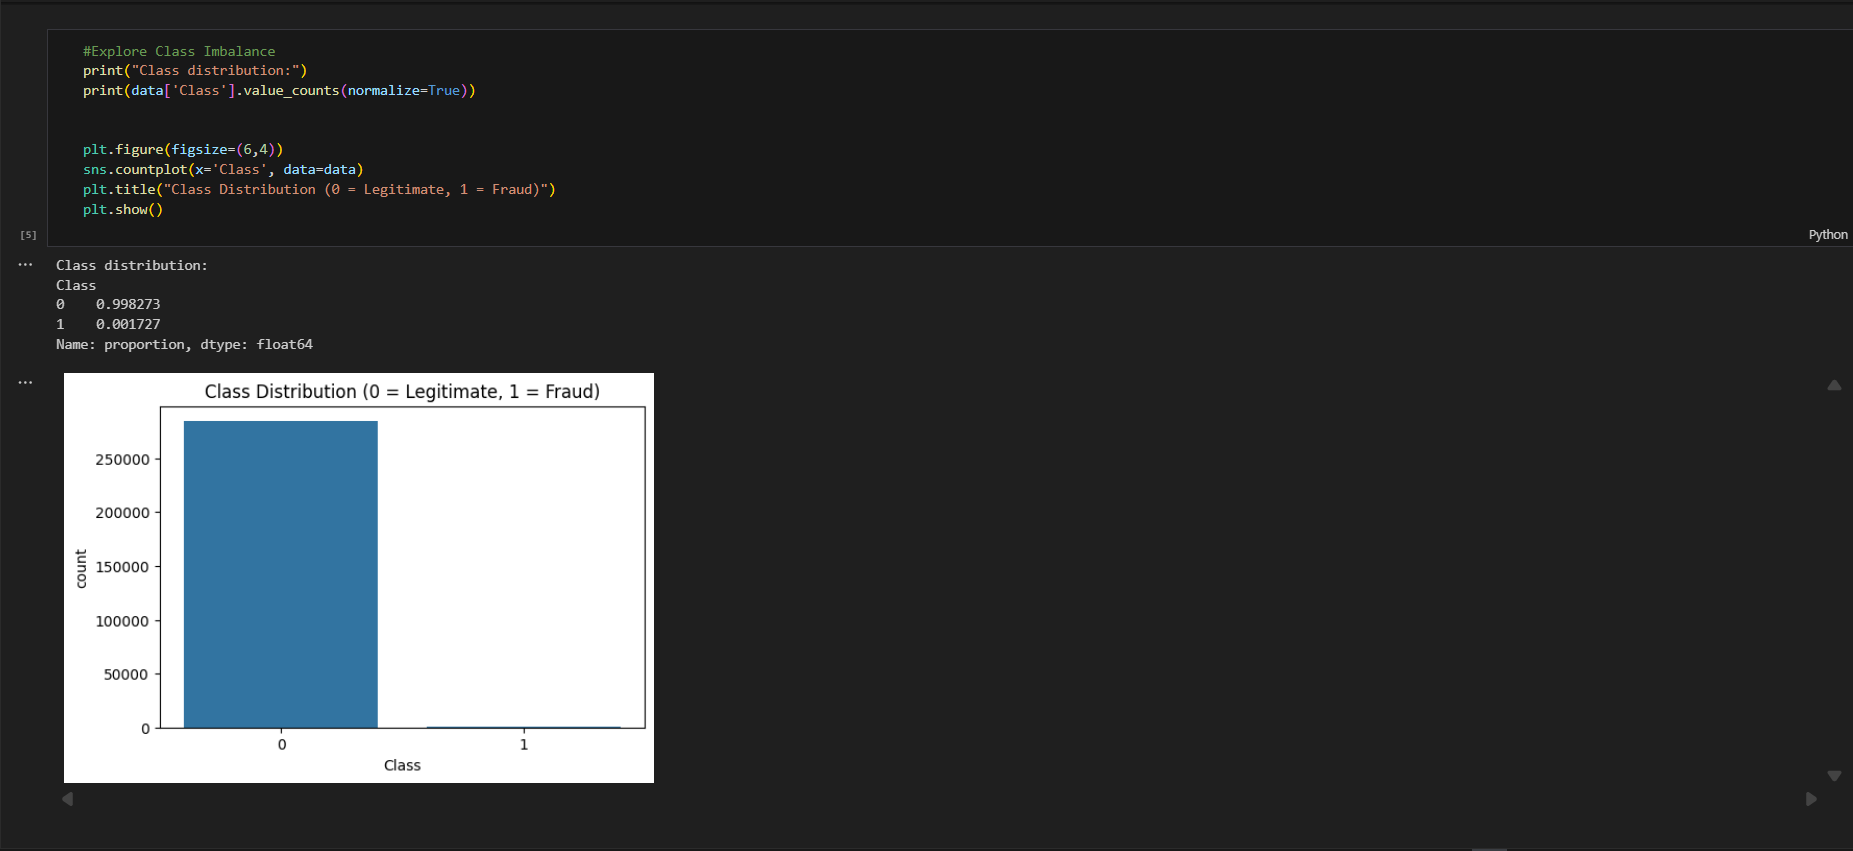 #Explore Class Imbalance
print("Class distribution:")
print(data['Class'].value_counts(normalize=True))
plt.figure(figsize=(6,4))
sns.countplot(x='Class', data=data)
plt.title("Class Distribution (0 = Legitimate, 1 = Fraud)")
plt.show()
[5]
Python
...
Class distribution:
Class
0    0.998273
1    0.001727
Name: proportion, dtype: float64
...
Class Distribution (0 = Legitimate, 1 = Fraud)
250000
200000
150000
100000
50000
0
count
0
1
Class